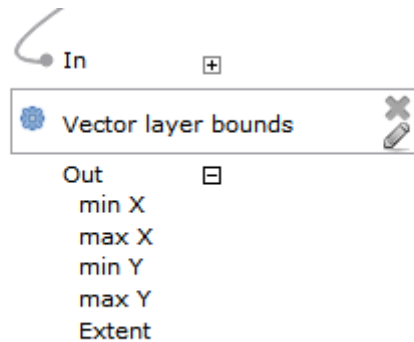 In
Vector layer bounds
Out
min X
max X
min Y
max Y
Extent